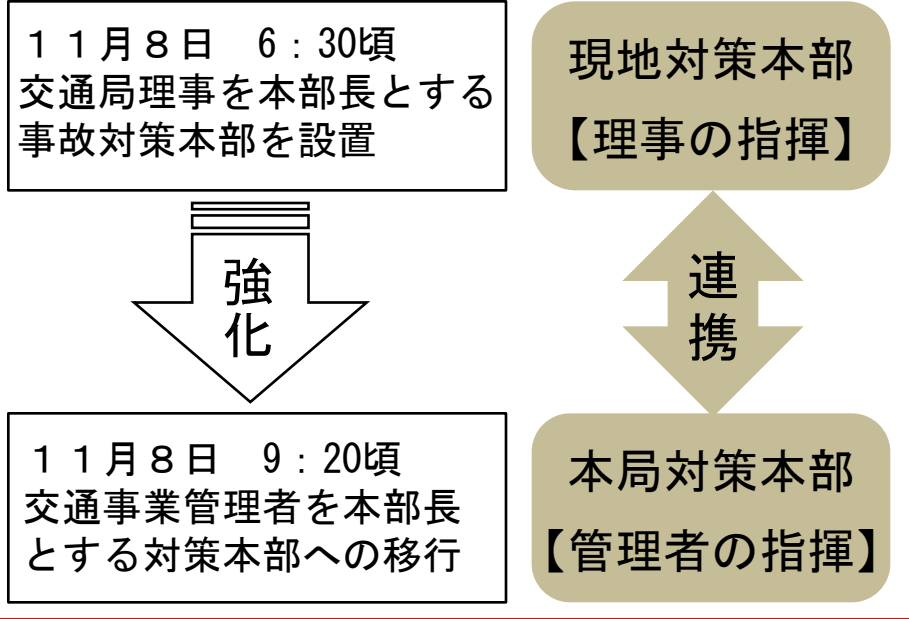 １１月８日　6：30頃
交通局理事を本部長とする
事故対策本部を設置
強
化
１１月８日　9：20頃
交通事業管理者を本部長
とする対策本部への移行
現地対策本部
【理事の指揮】
連
携
本局対策本部
【管理者の指揮】